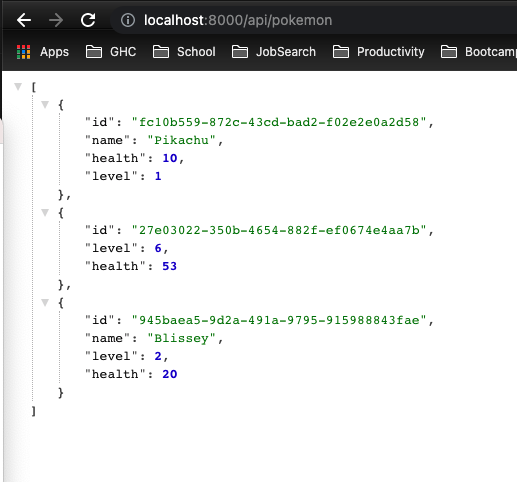 localhost:8000/api/pokemon
Apps GHC School JobSearch Productivity Bootcamp
[
{
"id": "fc10b559-872c-43cd-bad2-f02e2e0a2d58",
"name": "Pikachu",
"health": 10,
"level": 1
},
{
"id": "27e03022-350b-4654-882f-ef0674e4aa7b",
"level": 6,
"health": 53
},
{
"id": "945baea5-9d2a-491a-9795-915988843fae",
"name": "Blissey",
"level": 2,
"health": 20
}
]